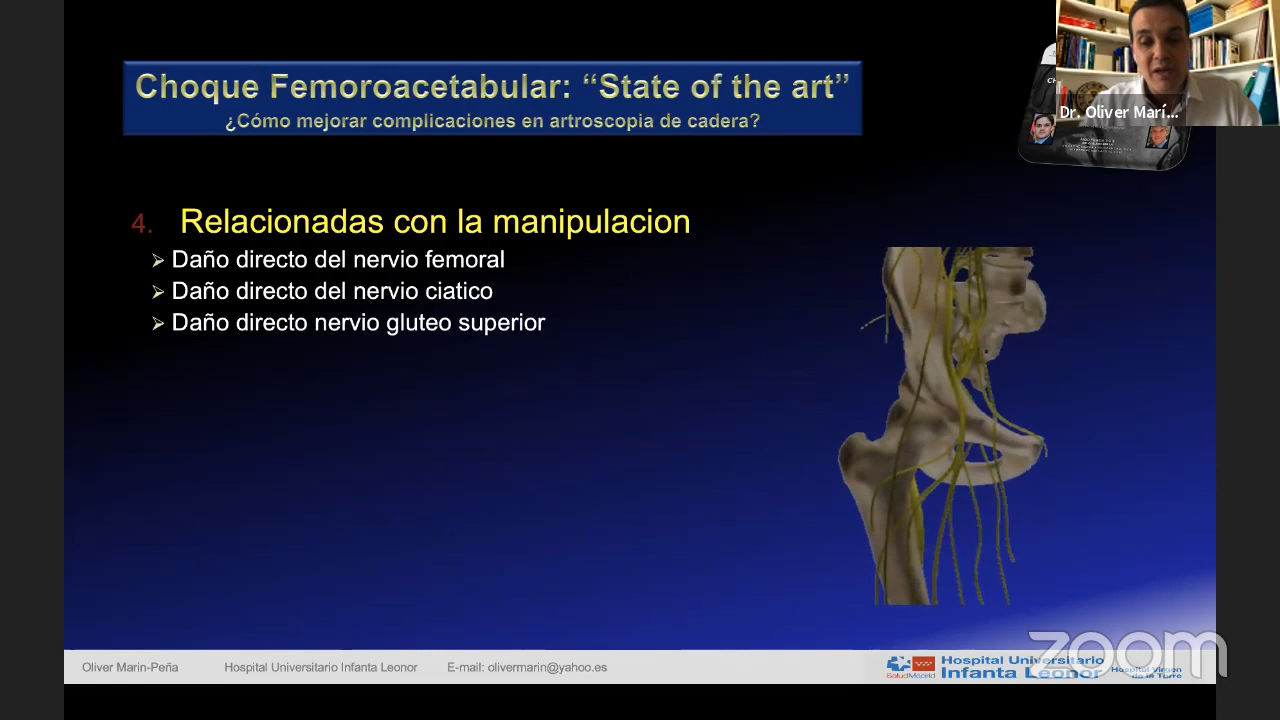 Choque Femoroacetabular: “State of the art”
¿Cómo mejorar complicaciones en artroscopia de cadera?
Dr. Oliver Marí...
4. Relacionadas con la manipulacion
Daño directo del nervio femoral
Daño directo del nervio ciatico
Daño directo nervio gluteo superior
zoom
Oliver Marin-Peña Hospital Universitario Infanta Leonor E-mail: olivermarin@yahoo.es
SaludMadrid
Hospital Universitario
Infanta Leonor
Hospital Virgen
de la Torre